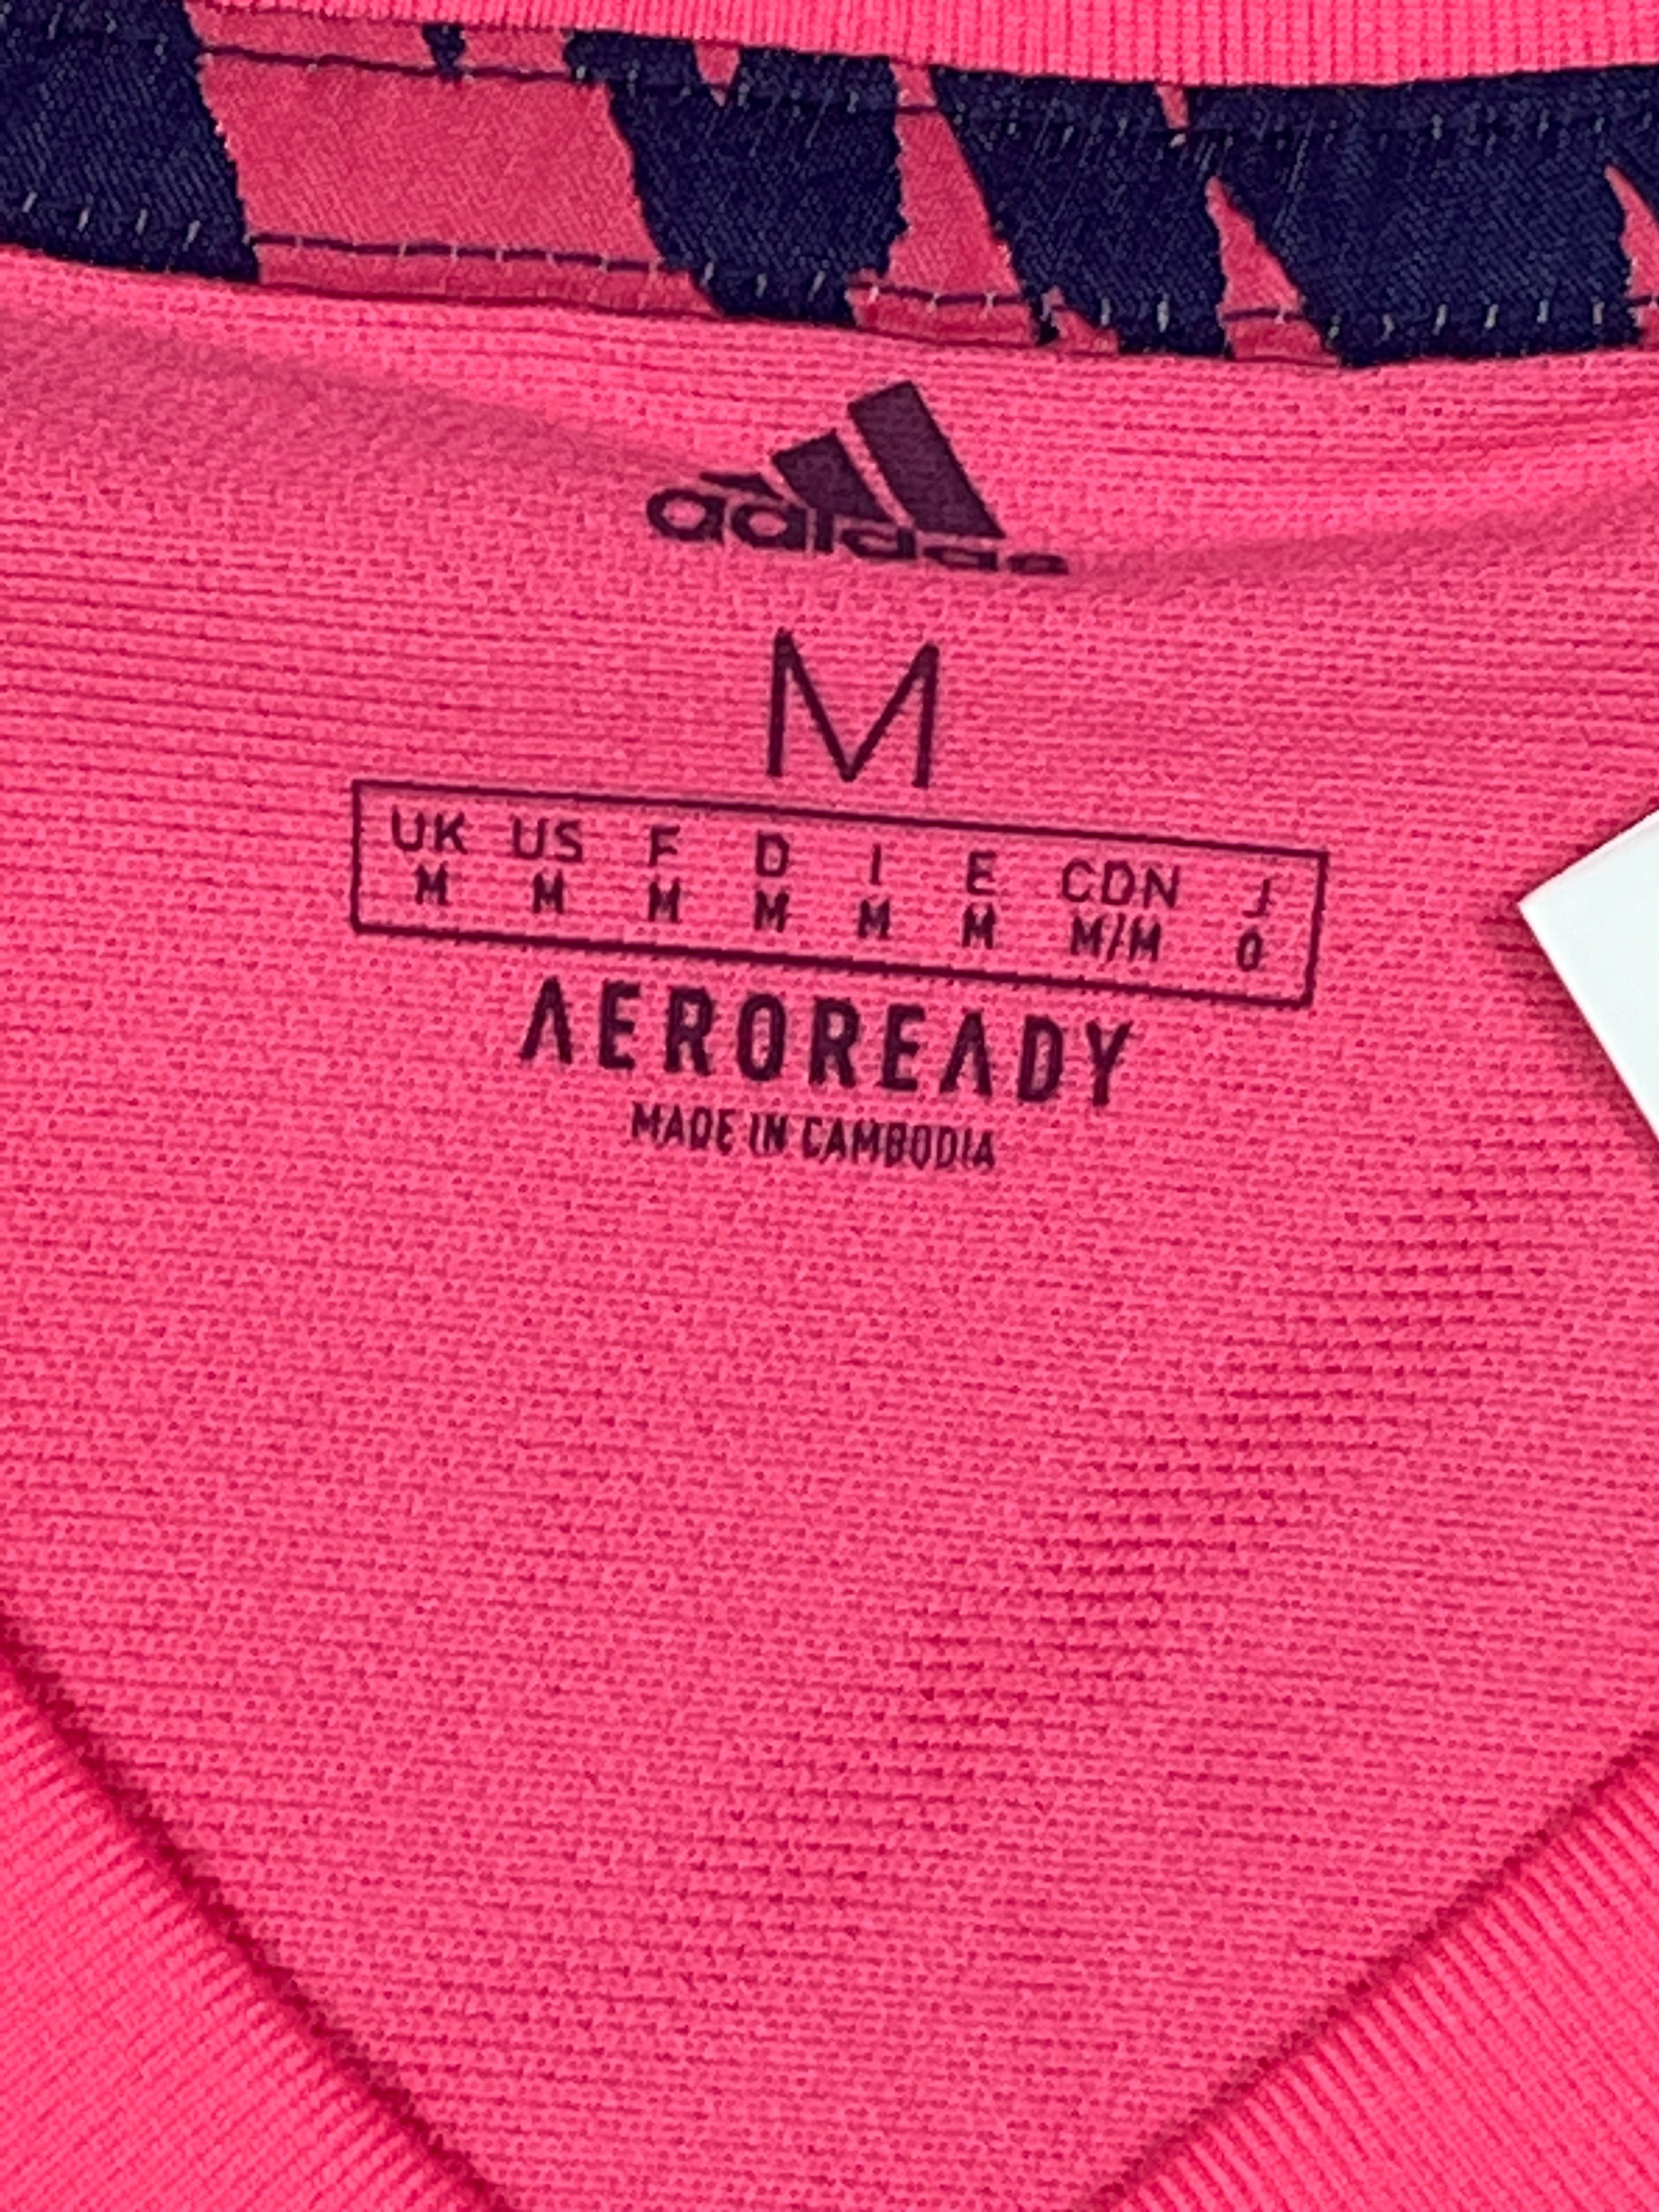 adidas
M
UK US F D I E CDN J
M M M M M M M/M O
AEROREADY
MADE IN CAMBODIA